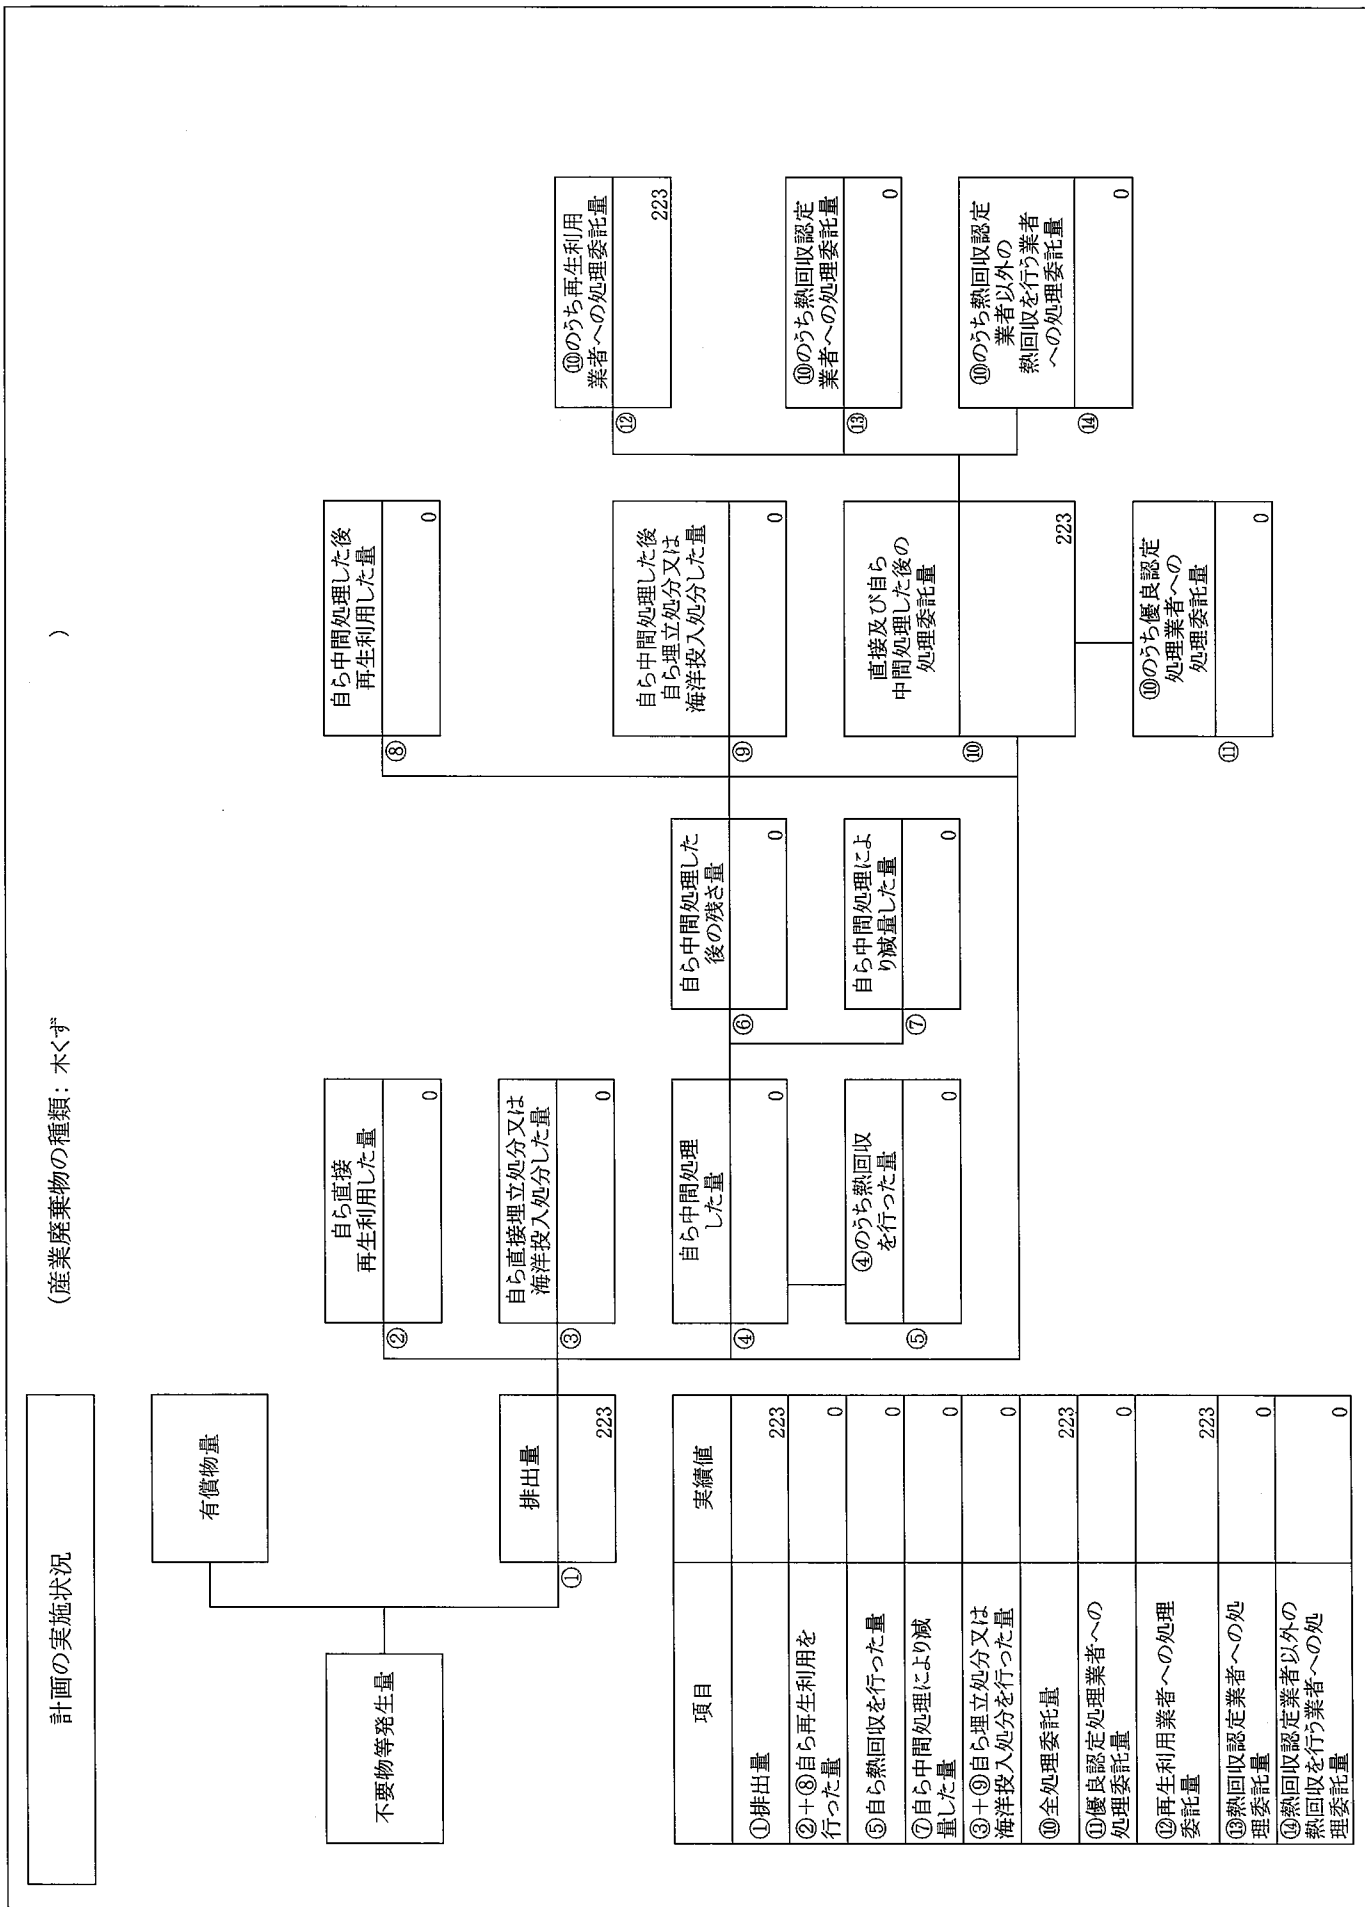 計画の実施状況
(産業廃棄物の種類：木くず
)
不要物等発生量
有償物量
①
排出量
223
②
自ら直接
再生利用した量
0
③
自ら直接埋立処分又は
海洋投入処分した量
0
④
自ら中間処理
した量
0
⑤
④のうち熱回収
を行った量
0
⑥
自ら中間処理した
後の残さ量
0
⑦
自ら中間処理によ
り減量した量
0
⑧
自ら中間処理した後
再生利用した量
0
⑨
自ら中間処理した後
自ら埋立処分又は
海洋投入処分した量
0
⑩
直接及び自ら
中間処理した後の
処理委託量
223
⑪
⑩のうち優良認定
処理業者への
処理委託量
0
⑫
⑩のうち再生利用
業者への処理委託量
223
⑬
⑩のうち熱回収認定
業者への処理委託量
0
⑭
⑩のうち熱回収認定
業者以外の
熱回収を行う業者
への処理委託量
0
項目 実績値
①排出量 223
②＋⑧自ら再生利用を
行った量 0
⑤自ら熱回収を行った量 0
⑦自ら中間処理により減
量した量 0
③＋⑨自ら埋立処分又は
海洋投入処分を行った量 0
⑩全処理委託量 223
⑪優良認定処理業者への
処理委託量 0
⑫再生利用業者への処理
委託量 223
⑬熱回収認定業者への処
理委託量 0
⑭熱回収認定業者以外の
熱回収を行う業者への処
理委託量 0